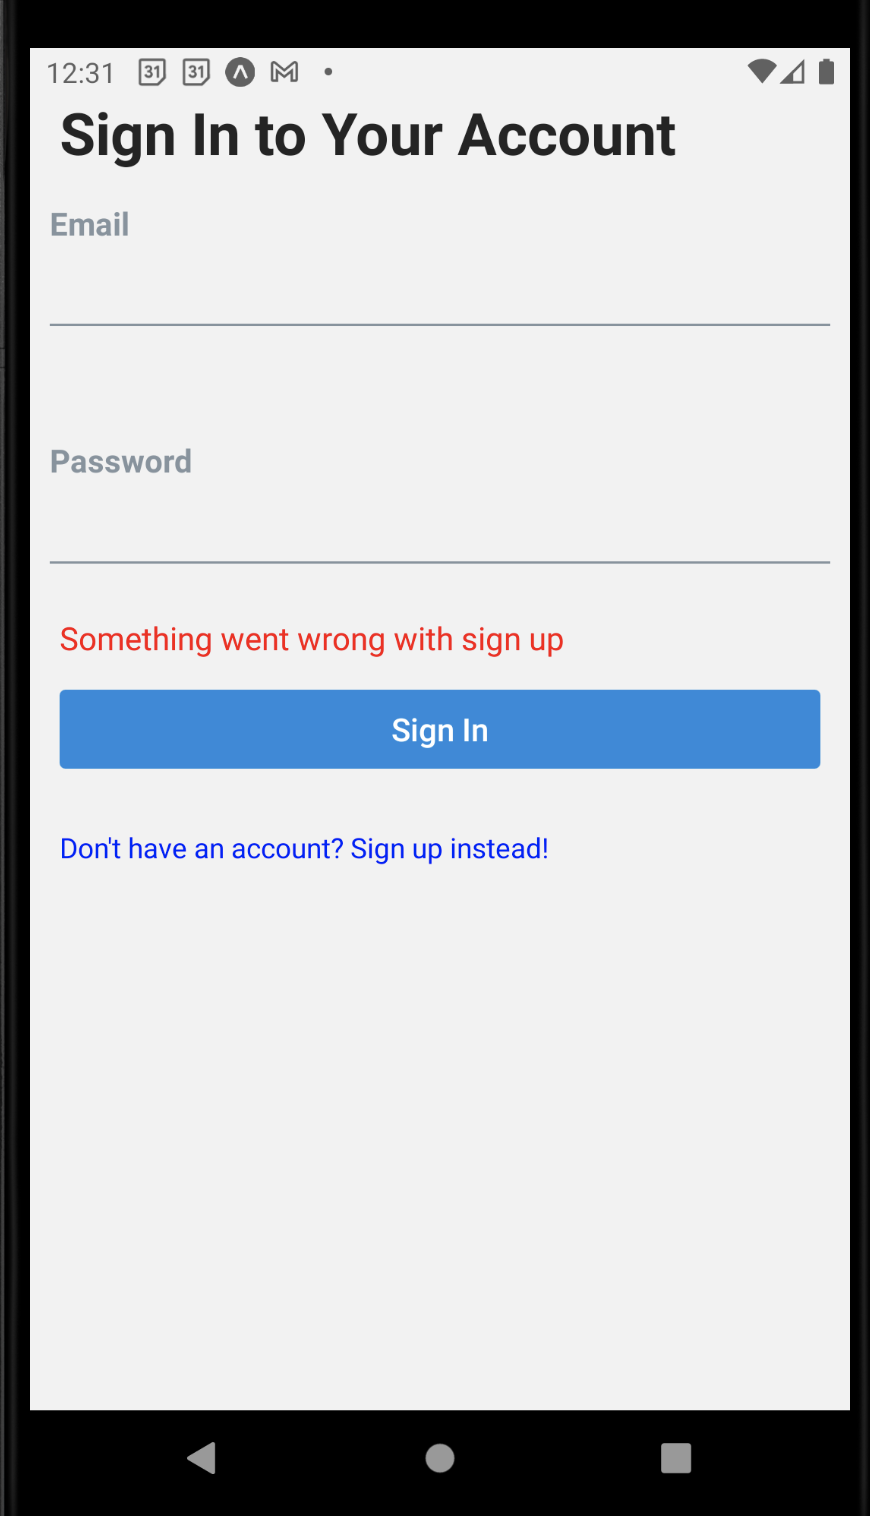 12:31 31 31
Sign In to Your Account
Email
Password
Something went wrong with sign up
Sign In
Don't have an account? Sign up instead!